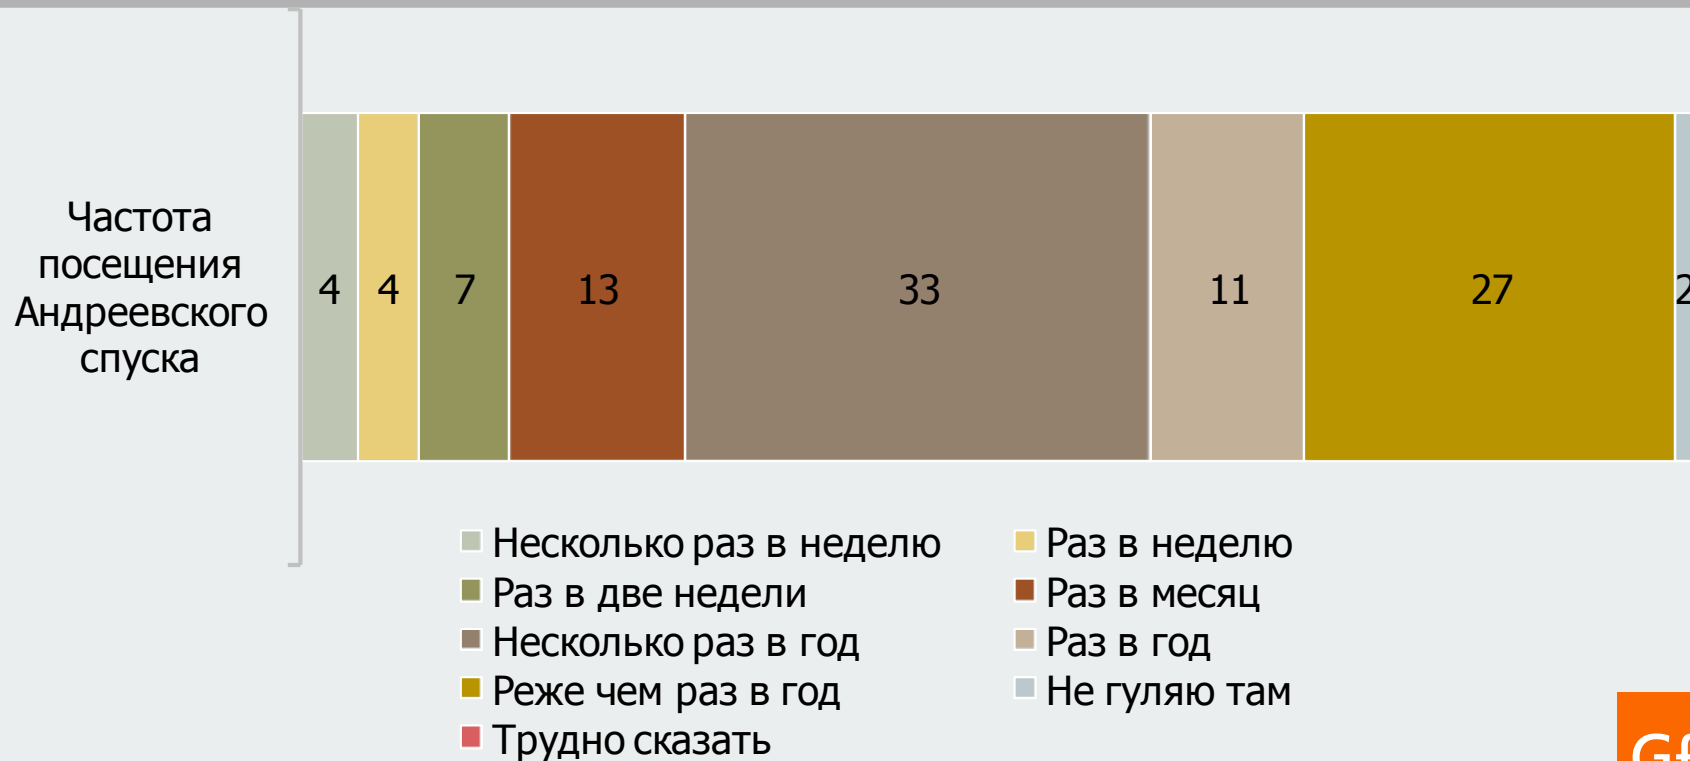 Частота
посещения
Андреевского
спуска
4 4 7 13 33 11 27 2
Несколько раз в неделю Раз в неделю
Раз в две недели Раз в месяц
Несколько раз в год Раз в год
Реже чем раз в год Не гуляю там
Трудно сказать